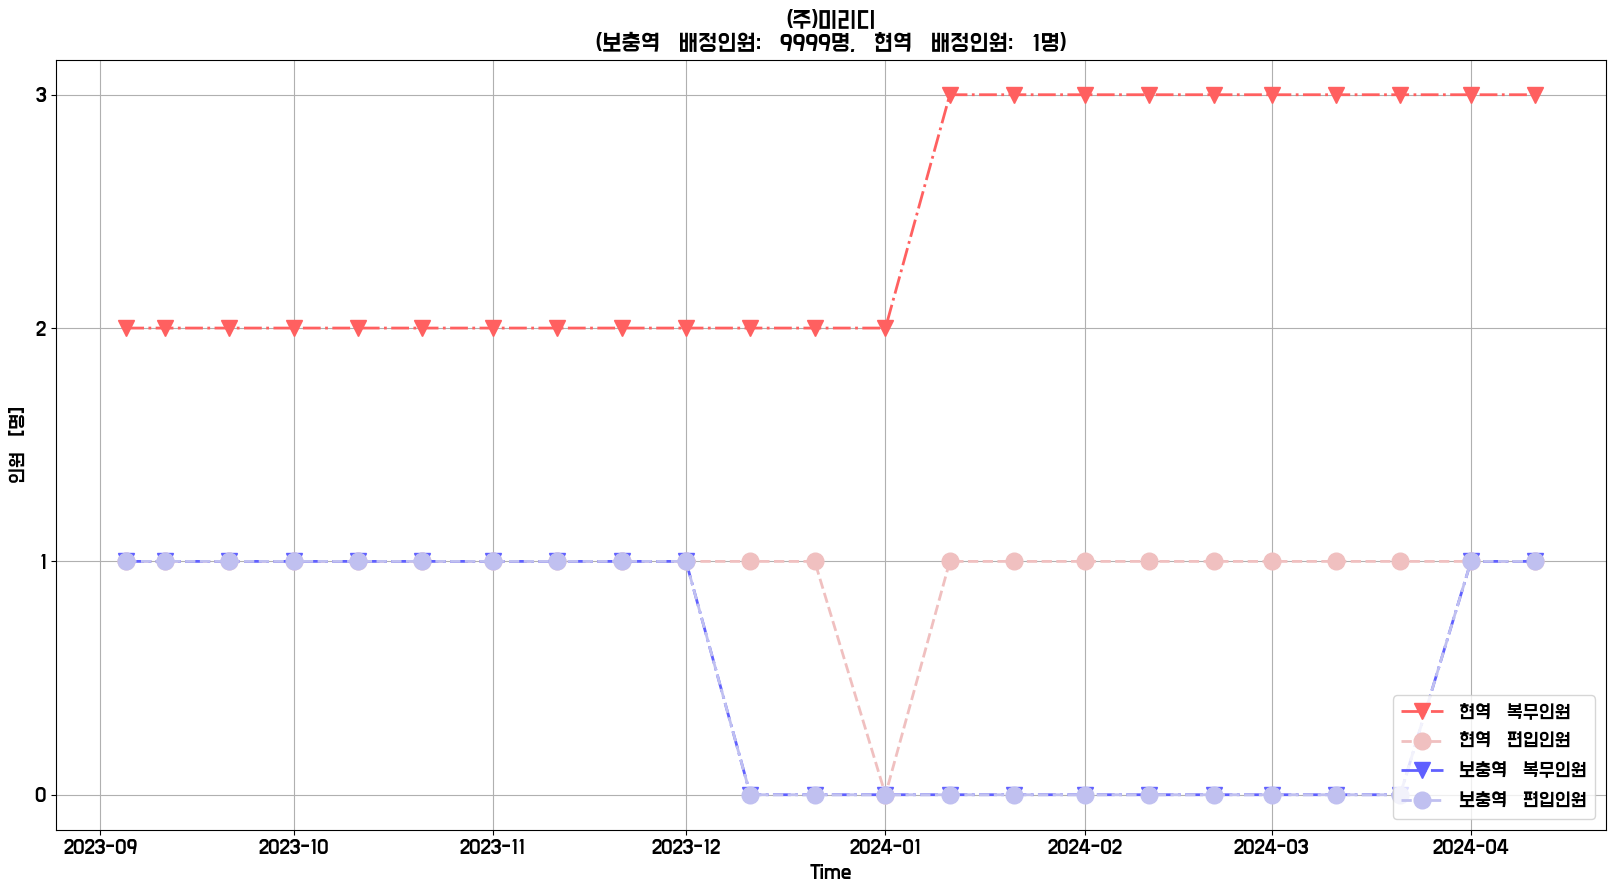 (주)미리디
(보충역 배정인원: 9999명, 현역 배정인원: 1명)
3
2
1
0
인원 [명]
2023-09 2023-10 2023-11 2023-12 2024-01 2024-02 2024-03 2024-04
Time
현역 복무인원
현역 편입인원
보충역 복무인원
보충역 편입인원